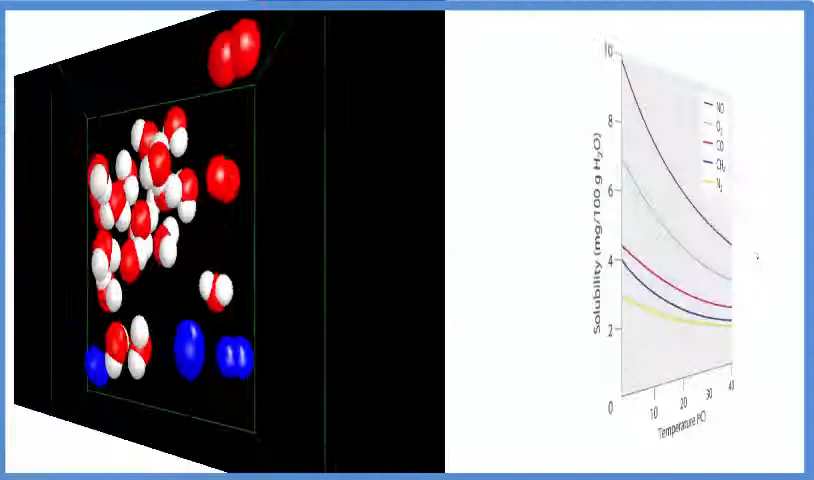 10
8
6
4
2
0
Solubility (mg/100 g H₂O)
NO
O₂
CO
CH₄
N₂
10
20
30
40
Temperature (°C)